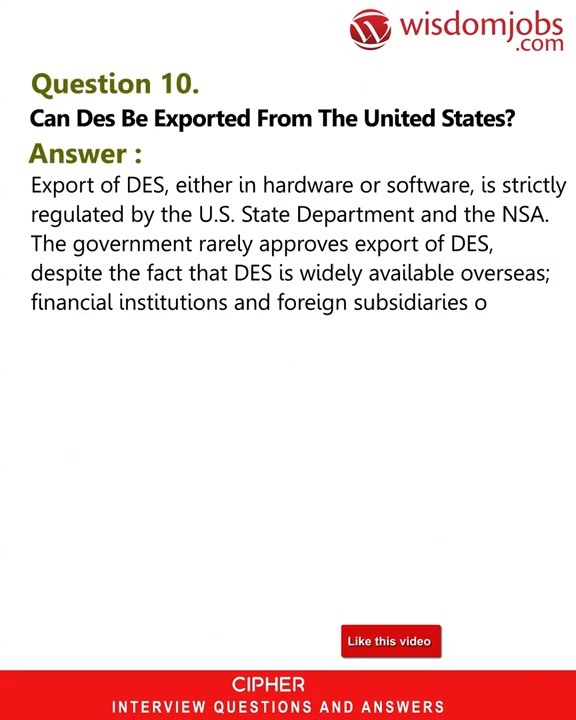 wisdomjobs
.com
Question 10.
Can Des Be Exported From The United States?
Answer :
Export of DES, either in hardware or software, is strictly
regulated by the U.S. State Department and the NSA.
The government rarely approves export of DES,
despite the fact that DES is widely available overseas;
financial institutions and foreign subsidiaries o
Like this video
CIPHER
INTERVIEW QUESTIONS AND ANSWERS